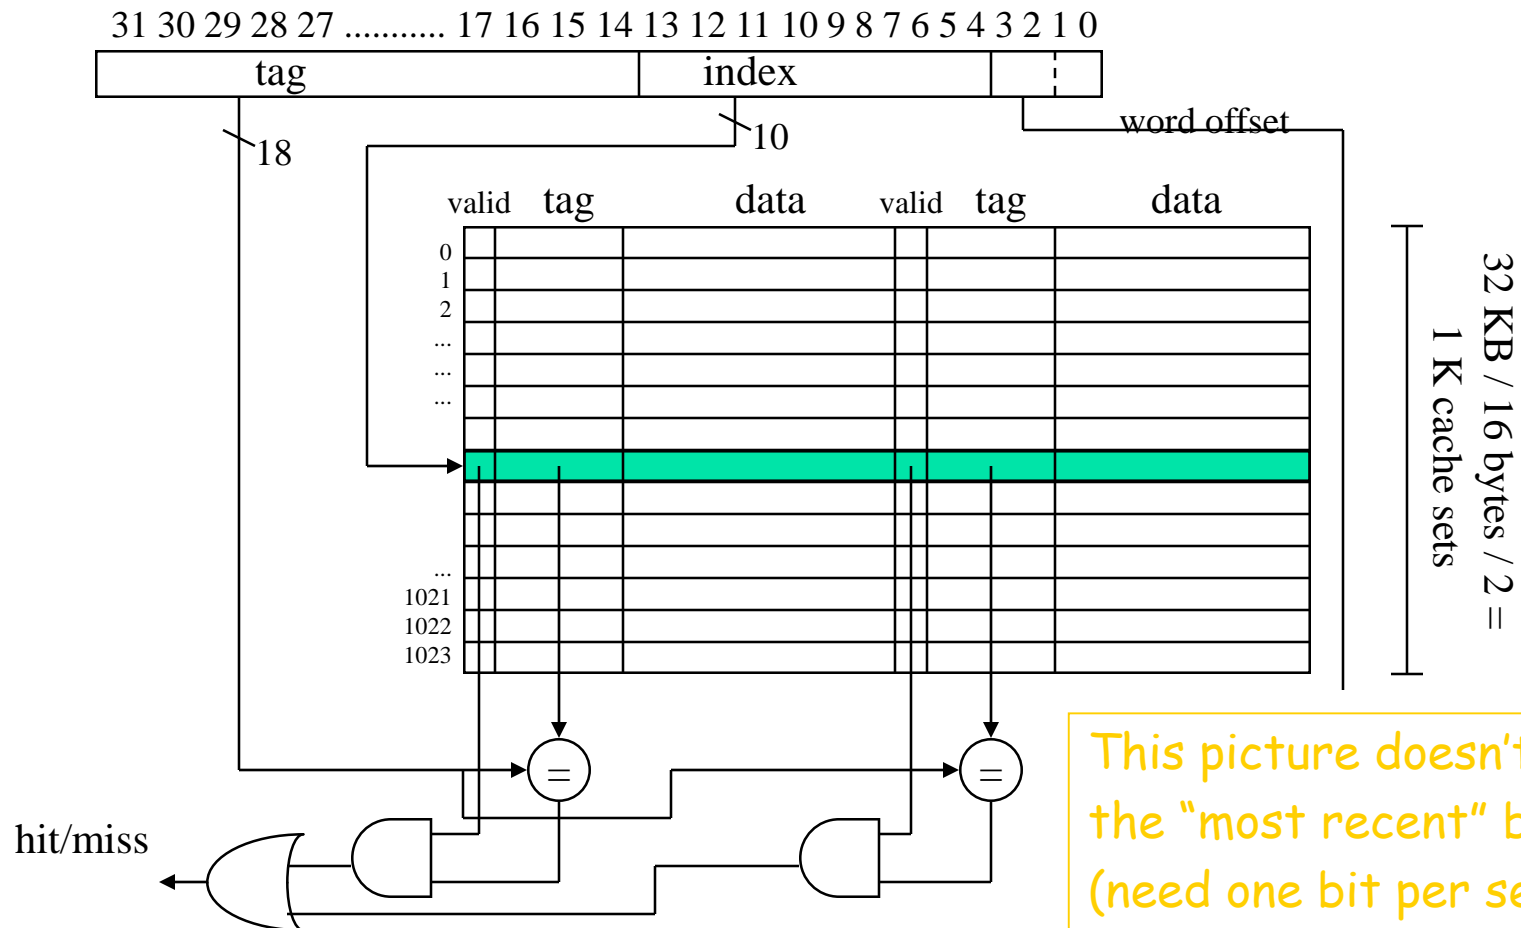 31 30 29 28 27 ........... 17 16 15 14 13 12 11 10 9 8 7 6 5 4 3 2 1 0
tag index
18
10
word offset
valid tag data valid tag data
0
1
2
...
...
...
...
1021
1022
1023
32 KB / 16 bytes / 2 =
1 K cache sets
=
=
hit/miss
This picture doesn't
the "most recent"
(need one bit per